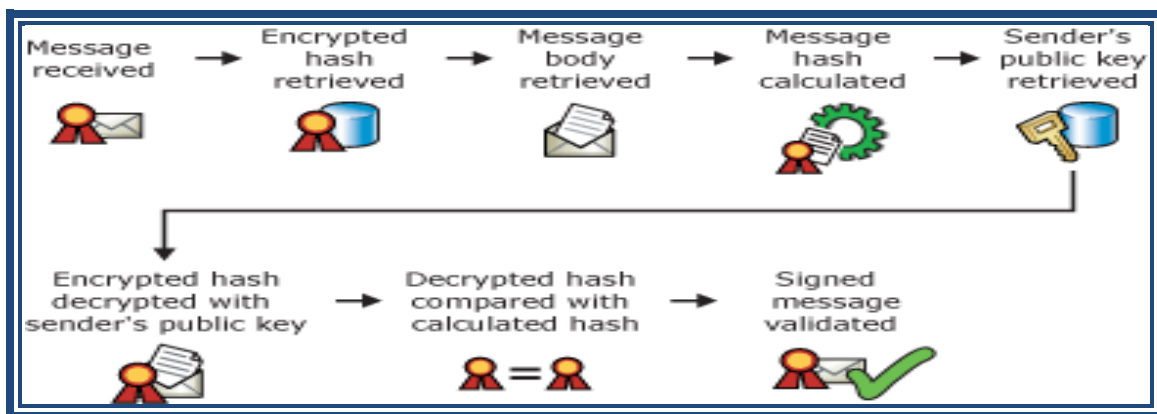 Message
received
Encrypted
hash
retrieved
Message
body
retrieved
Message
hash
calculated
Sender's
public key
retrieved
Encrypted hash
decrypted with
sender's public key
Decrypted hash
compared with
calculated hash
Signed
message
validated